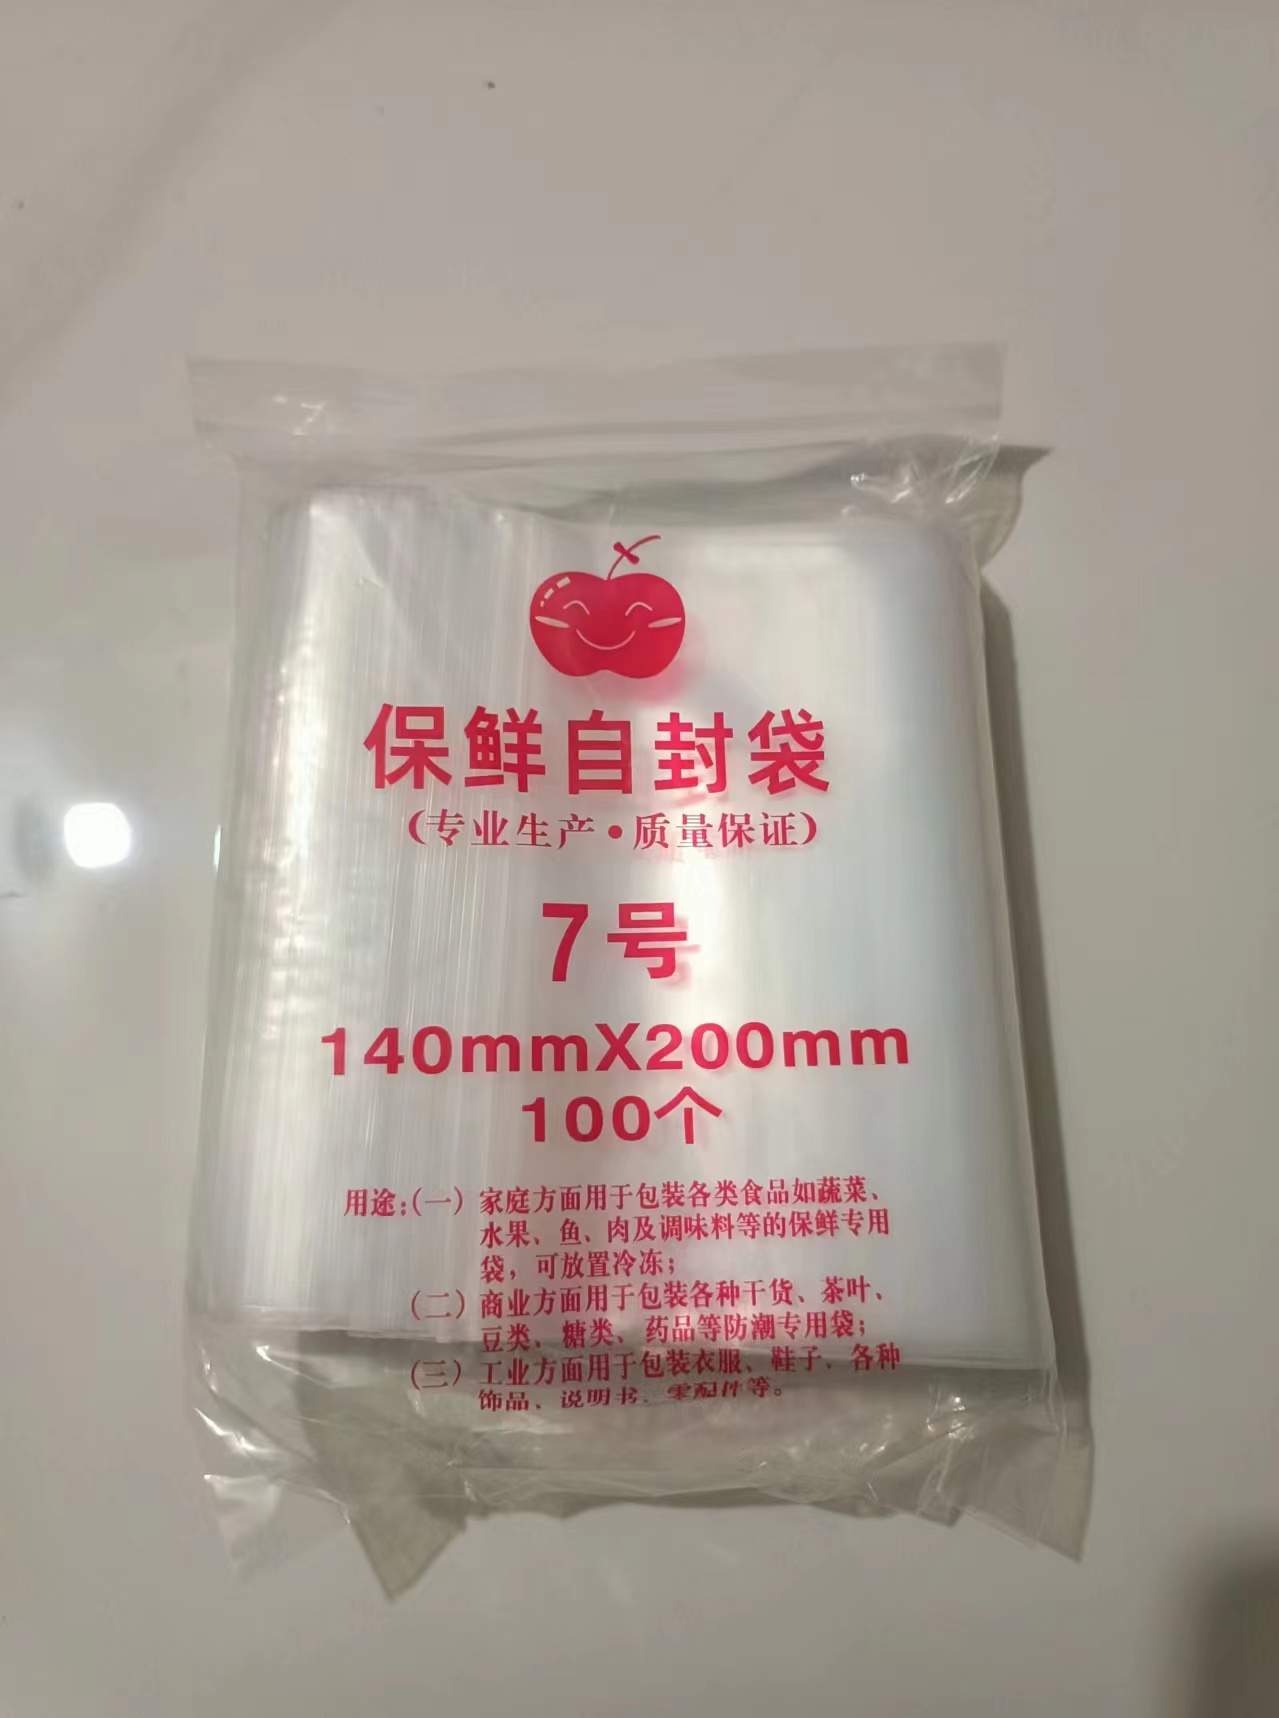 保鲜自封袋
（专业生产·质量保证）
7号
140mmX200mm
100个
用途：（一）家庭方面用于包装各类食品如蔬菜、
水果、鱼、肉及调味料等的保鲜专用
袋，可放置冷冻；
（二）商业方面用于包装各种干货、茶叶、
豆类、糖类、药品等防潮专用袋；
（三）工业方面用于包装衣服、鞋子、各种
饰品、说明书、零配件等。